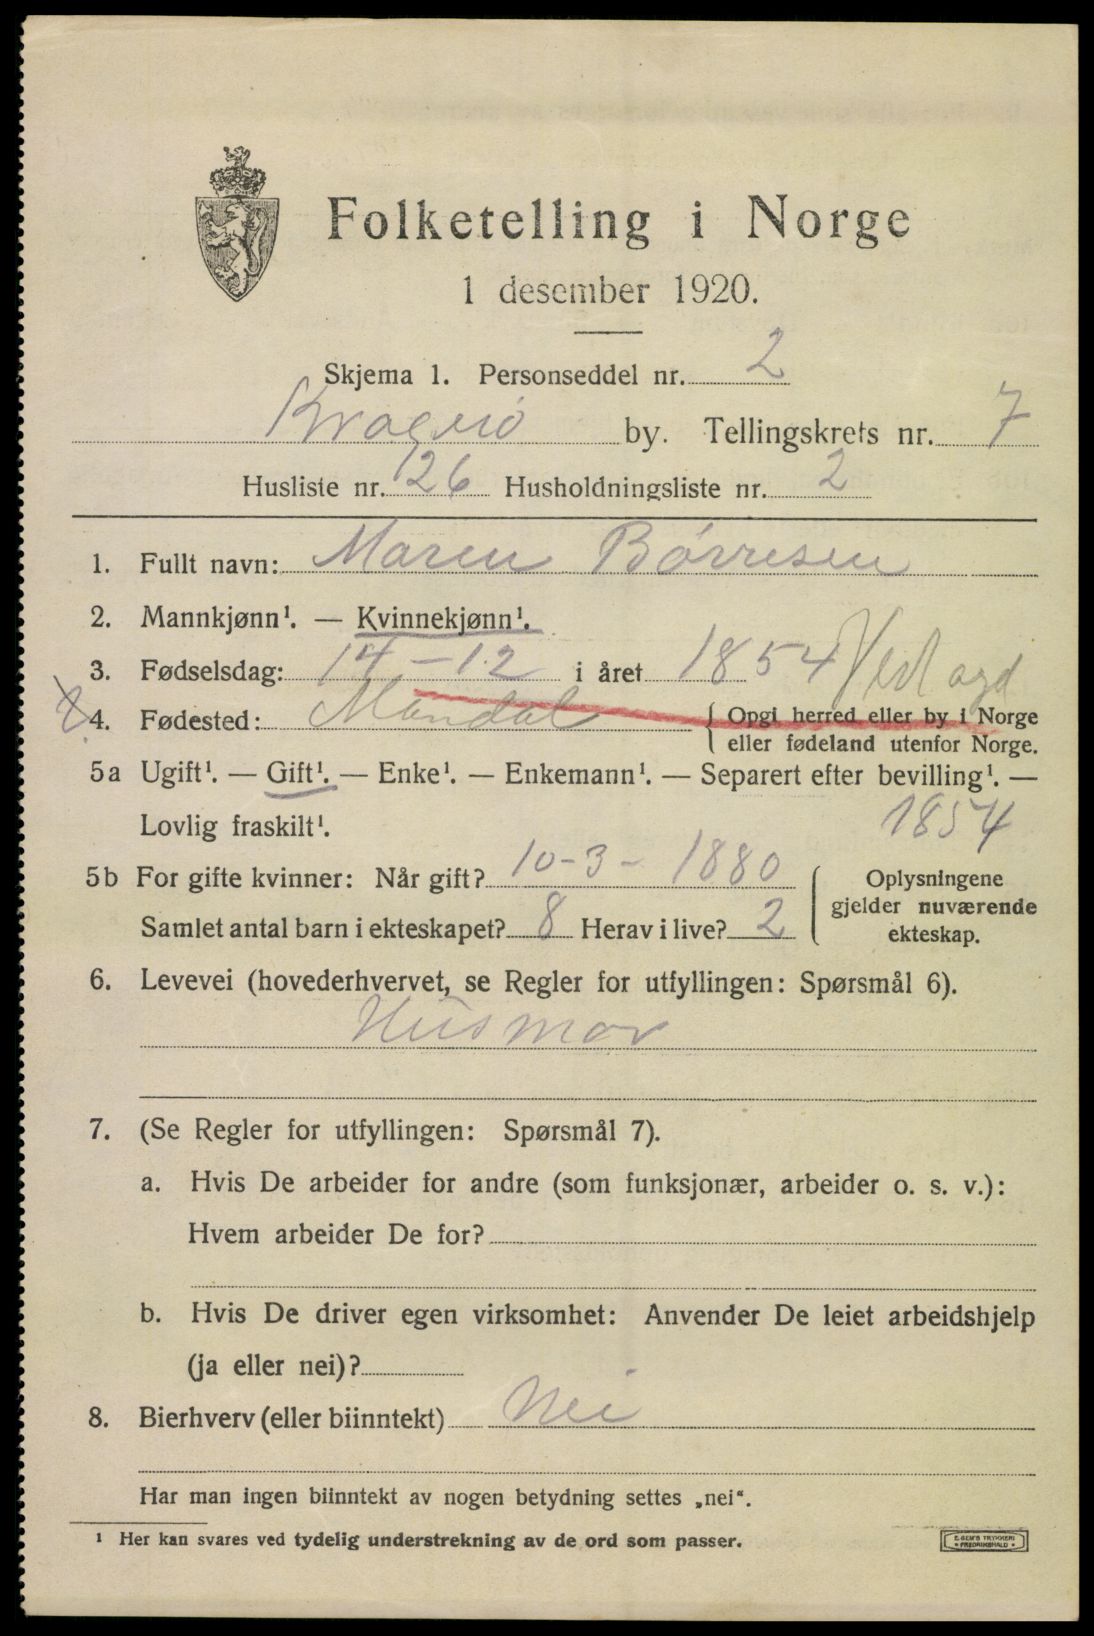 Folketelling i Norge
1 desember 1920.
Skjema 1. Personseddel nr. 2
Kragerø by. Tellingskrets nr. 7
Husliste nr. 126 Husholdningsliste nr. 2
1. Fullt navn: Maren Børresen
2. Mannkjønn¹. — Kvinnekjønn¹.
3. Fødselsdag: 14-12 i året 1854 Vest agd
4. Fødested: Mandal { Opgi herred eller by i Norge
eller fødeland utenfor Norge.
5a Ugift¹. — Gift¹. — Enke¹. — Enkemann¹. — Separert efter bevilling¹. —
Lovlig fraskilt¹. 1854
5b For gifte kvinner: Når gift? 10-3-1880 { Oplysningene
gjelder nuværende
Samlet antal barn i ekteskapet? 8 Herav i live? 2 ekteskap.
6. Levevei (hovederhvervet, se Regler for utfyllingen: Spørsmål 6).
Husmor
7. (Se Regler for utfyllingen: Spørsmål 7).
a. Hvis De arbeider for andre (som funksjonær, arbeider o. s. v.):
Hvem arbeider De for?
b. Hvis De driver egen virksomhet: Anvender De leiet arbeidshjelp
(ja eller nei)?
8. Bierhverv (eller biinntekt) Nei
Har man ingen biinntekt av nogen betydning settes „nei“.
¹ Her kan svares ved tydelig understrekning av de ord som passer.
E. SEM'S TRYKKERI
• FREDRIKSHALD •